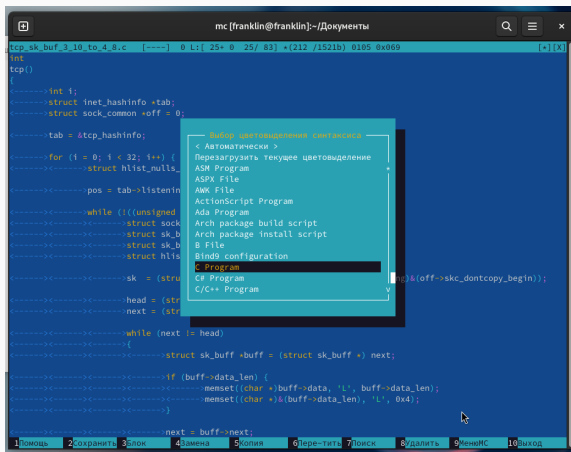 mc [franklin@franklin]:~/Документы
tcp_sk_buf_3_10_to_4_8.c [----] 0 L:[ 25+ 0 25/ 83] *(212 /1521b) 0105 0x069 [*][X]
int
tcp()
{
<------>int i;
<------>struct inet_hashinfo *tab;
<------>struct sock_common *off = 0;
<------>tab = &tcp_hashinfo;
<------>for (i = 0; i < 32; i++) {
<------><------>struct hlist_nulls_
<------><------>pos = tab->listenin
<------><------>while (!((unsigned
<------><------><------>struct sock
<------><------><------>struct sk_b
<------><------><------>struct sk_b
<------><------><------>struct hlis
<------><------><------>sk = (stru ng)&(off->skc_dontcopy_begin));
<------><------><------>head = (str
<------><------><------>next = (str
<------><------><------>while (next != head)
<------><------><------>{
<------><------><------><------>struct sk_buff *buff = (struct sk_buff *) next;
<------><------><------><------>if (buff->data_len) {
<------><------><------><------><------>memset((char *)buff->data, 'L', buff->data_len);
<------><------><------><------><------>memset((char *)&(buff->data_len), 'L', 0x4);
<------><------><------><------>}
<------><------><------><------>next = buff->next;
Выбор цветовыделения синтаксиса
< Автоматически >
Перезагрузить текущее цветовыделение
ASM Program
ASPX File
AWK File
ActionScript Program
Ada Program
Arch package build script
Arch package install script
B File
Bind9 configuration
C Program
C# Program
C/C++ Program
1Помощь 2Сохранить 3Блок 4Замена 5Копия 6Пере~тить 7Поиск 8Удалить 9МенюMC 10Выход